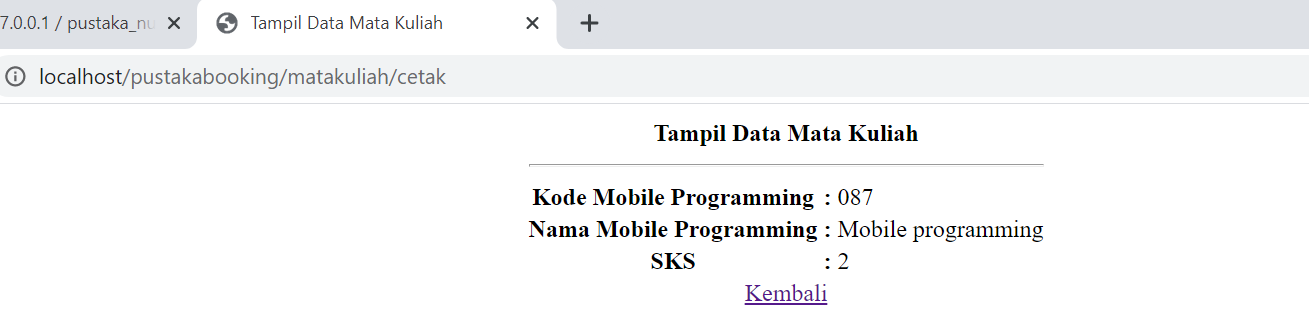 7.0.0.1 / pustaka_nu
Tampil Data Mata Kuliah
localhost/pustakabooking/matakuliah/cetak
Tampil Data Mata Kuliah
Kode Mobile Programming : 087
Nama Mobile Programming : Mobile programming
SKS : 2
Kembali